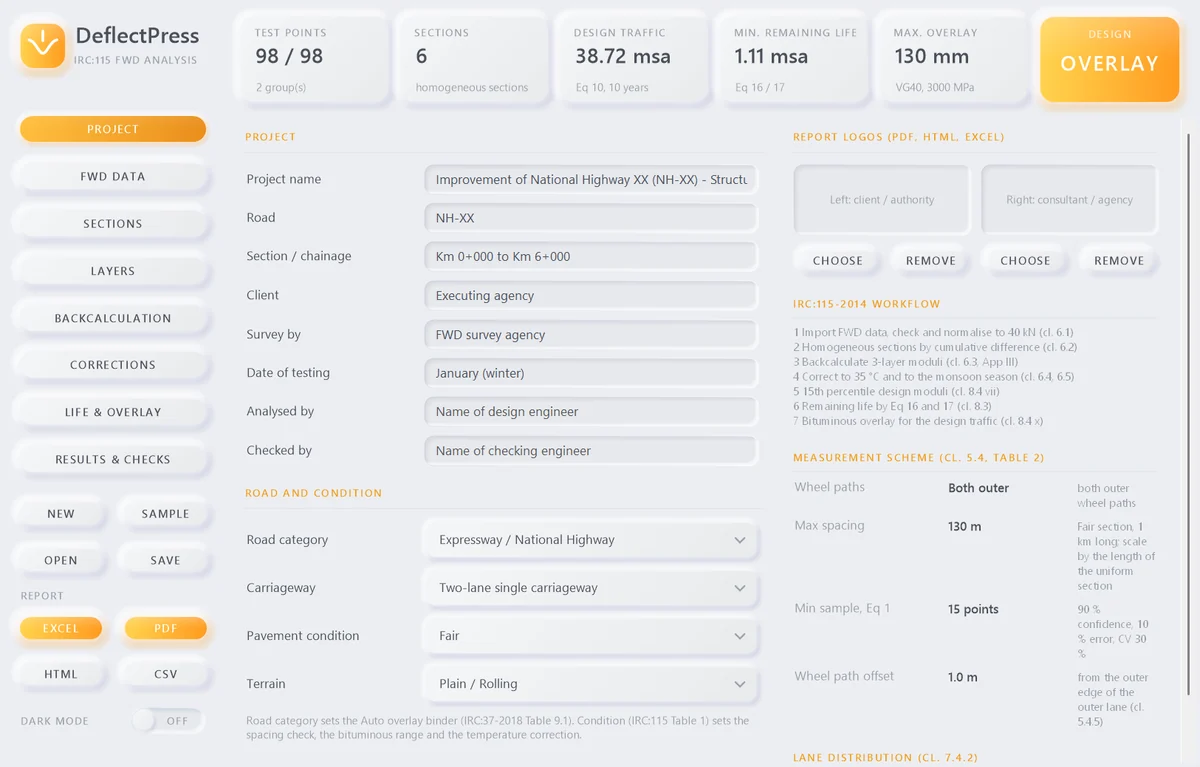 DeflectPress
IRC:115 FWD ANALYSIS
TEST POINTS
98 / 98
2 group(s)
SECTIONS
6
homogeneous sections
DESIGN TRAFFIC
38.72 msa
Eq 10, 10 years
MIN. REMAINING LIFE
1.11 msa
Eq 16 / 17
MAX. OVERLAY
130 mm
VG40, 3000 MPa
DESIGN
OVERLAY
PROJECT
FWD DATA
SECTIONS
LAYERS
BACKCALCULATION
CORRECTIONS
LIFE & OVERLAY
RESULTS & CHECKS
NEW
SAMPLE
OPEN
SAVE
REPORT
EXCEL
PDF
HTML
CSV
DARK MODE
OFF
PROJECT
Project name
Improvement of National Highway XX (NH-XX) - Structu
Road
NH-XX
Section / chainage
Km 0+000 to Km 6+000
Client
Executing agency
Survey by
FWD survey agency
Date of testing
January (winter)
Analysed by
Name of design engineer
Checked by
Name of checking engineer
ROAD AND CONDITION
Road category
Expressway / National Highway
Carriageway
Two-lane single carriageway
Pavement condition
Fair
Terrain
Plain / Rolling
Road category sets the Auto overlay binder (IRC:37-2018 Table 9.1). Condition (IRC:115 Table 1) sets the
spacing check, the bituminous range and the temperature correction.
REPORT LOGOS (PDF, HTML, EXCEL)
Left: client / authority
Right: consultant / agency
CHOOSE
REMOVE
CHOOSE
REMOVE
IRC:115-2014 WORKFLOW
1 Import FWD data, check and normalise to 40 kN (cl. 6.1)
2 Homogeneous sections by cumulative difference (cl. 6.2)
3 Backcalculate 3-layer moduli (cl. 6.3, App III)
4 Correct to 35 °C and to the monsoon season (cl. 6.4, 6.5)
5 15th percentile design moduli (cl. 8.4 vii)
6 Remaining life by Eq 16 and 17 (cl. 8.3)
7 Bituminous overlay for the design traffic (cl. 8.4 x)
MEASUREMENT SCHEME (CL. 5.4, TABLE 2)
Wheel paths
Both outer
both outer
wheel paths
Max spacing
130 m
Fair section, 1
km long; scale
by the length of
the uniform
section
Min sample, Eq 1
15 points
90 %
confidence, 10
% error, CV 30
%
Wheel path offset
1.0 m
from the outer
edge of the
outer lane (cl.
5.4.5)
LANE DISTRIBUTION (CL. 7.4.2)